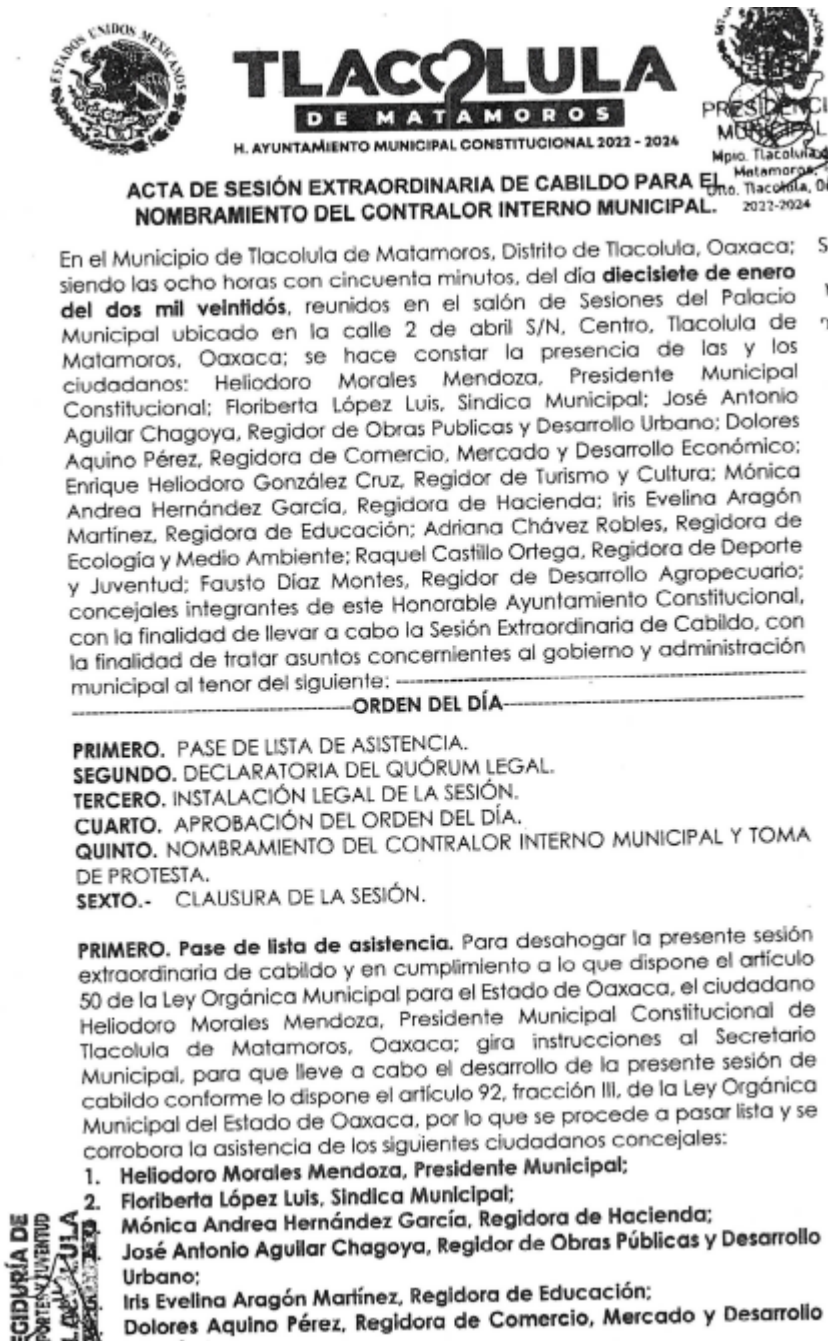 ESTADOS UNIDOS MEXICANOS
TLACOLULA
DE MATAMOROS
H. AYUNTAMIENTO MUNICIPAL CONSTITUCIONAL 2022 - 2024
PRESIDENCI
MUNICIPAL
Mpio. Tlacolula d
Matamoros,
Dto. Tlacolula, O
2022-2024
ACTA DE SESIÓN EXTRAORDINARIA DE CABILDO PARA EL
NOMBRAMIENTO DEL CONTRALOR INTERNO MUNICIPAL.
En el Municipio de Tlacolula de Matamoros, Distrito de Tlacolula, Oaxaca;
siendo las ocho horas con cincuenta minutos, del día diecisiete de enero
del dos mil veintidós, reunidos en el salón de Sesiones del Palacio
Municipal ubicado en la calle 2 de abril S/N, Centro, Tlacolula de
Matamoros, Oaxaca; se hace constar la presencia de las y los
ciudadanos: Heliodoro Morales Mendoza, Presidente Municipal
Constitucional; Floriberta López Luis, Sindica Municipal; José Antonio
Aguilar Chagoya, Regidor de Obras Publicas y Desarrollo Urbano; Dolores
Aquino Pérez, Regidora de Comercio, Mercado y Desarrollo Económico;
Enrique Heliodoro González Cruz, Regidor de Turismo y Cultura; Mónica
Andrea Hernández García, Regidora de Hacienda; Iris Evelina Aragón
Martínez, Regidora de Educación; Adriana Chávez Robles, Regidora de
Ecología y Medio Ambiente; Raquel Castillo Ortega, Regidora de Deporte
y Juventud; Fausto Díaz Montes, Regidor de Desarrollo Agropecuario;
concejales integrantes de este Honorable Ayuntamiento Constitucional,
con la finalidad de llevar a cabo la Sesión Extraordinaria de Cabildo, con
la finalidad de tratar asuntos concernientes al gobierno y administración
municipal al tenor del siguiente: ------------------------------
------------------------------ORDEN DEL DÍA------------------------------
PRIMERO. PASE DE LISTA DE ASISTENCIA.
SEGUNDO. DECLARATORIA DEL QUÓRUM LEGAL.
TERCERO. INSTALACIÓN LEGAL DE LA SESIÓN.
CUARTO. APROBACIÓN DEL ORDEN DEL DÍA.
QUINTO. NOMBRAMIENTO DEL CONTRALOR INTERNO MUNICIPAL Y TOMA
DE PROTESTA.
SEXTO.- CLAUSURA DE LA SESIÓN.
PRIMERO. Pase de lista de asistencia. Para desahogar la presente sesión
extraordinaria de cabildo y en cumplimiento a lo que dispone el artículo
50 de la Ley Orgánica Municipal para el Estado de Oaxaca, el ciudadano
Heliodoro Morales Mendoza, Presidente Municipal Constitucional de
Tlacolula de Matamoros, Oaxaca; gira instrucciones al Secretario
Municipal, para que lleve a cabo el desarrollo de la presente sesión de
cabildo conforme lo dispone el artículo 92, fracción III, de la Ley Orgánica
Municipal del Estado de Oaxaca, por lo que se procede a pasar lista y se
corrobora la asistencia de los siguientes ciudadanos concejales:
1. Heliodoro Morales Mendoza, Presidente Municipal;
2. Floriberta López Luis, Sindica Municipal;
Mónica Andrea Hernández García, Regidora de Hacienda;
José Antonio Aguilar Chagoya, Regidor de Obras Públicas y Desarrollo
Urbano;
Iris Evelina Aragón Martínez, Regidora de Educación;
Dolores Aquino Pérez, Regidora de Comercio, Mercado y Desarrollo